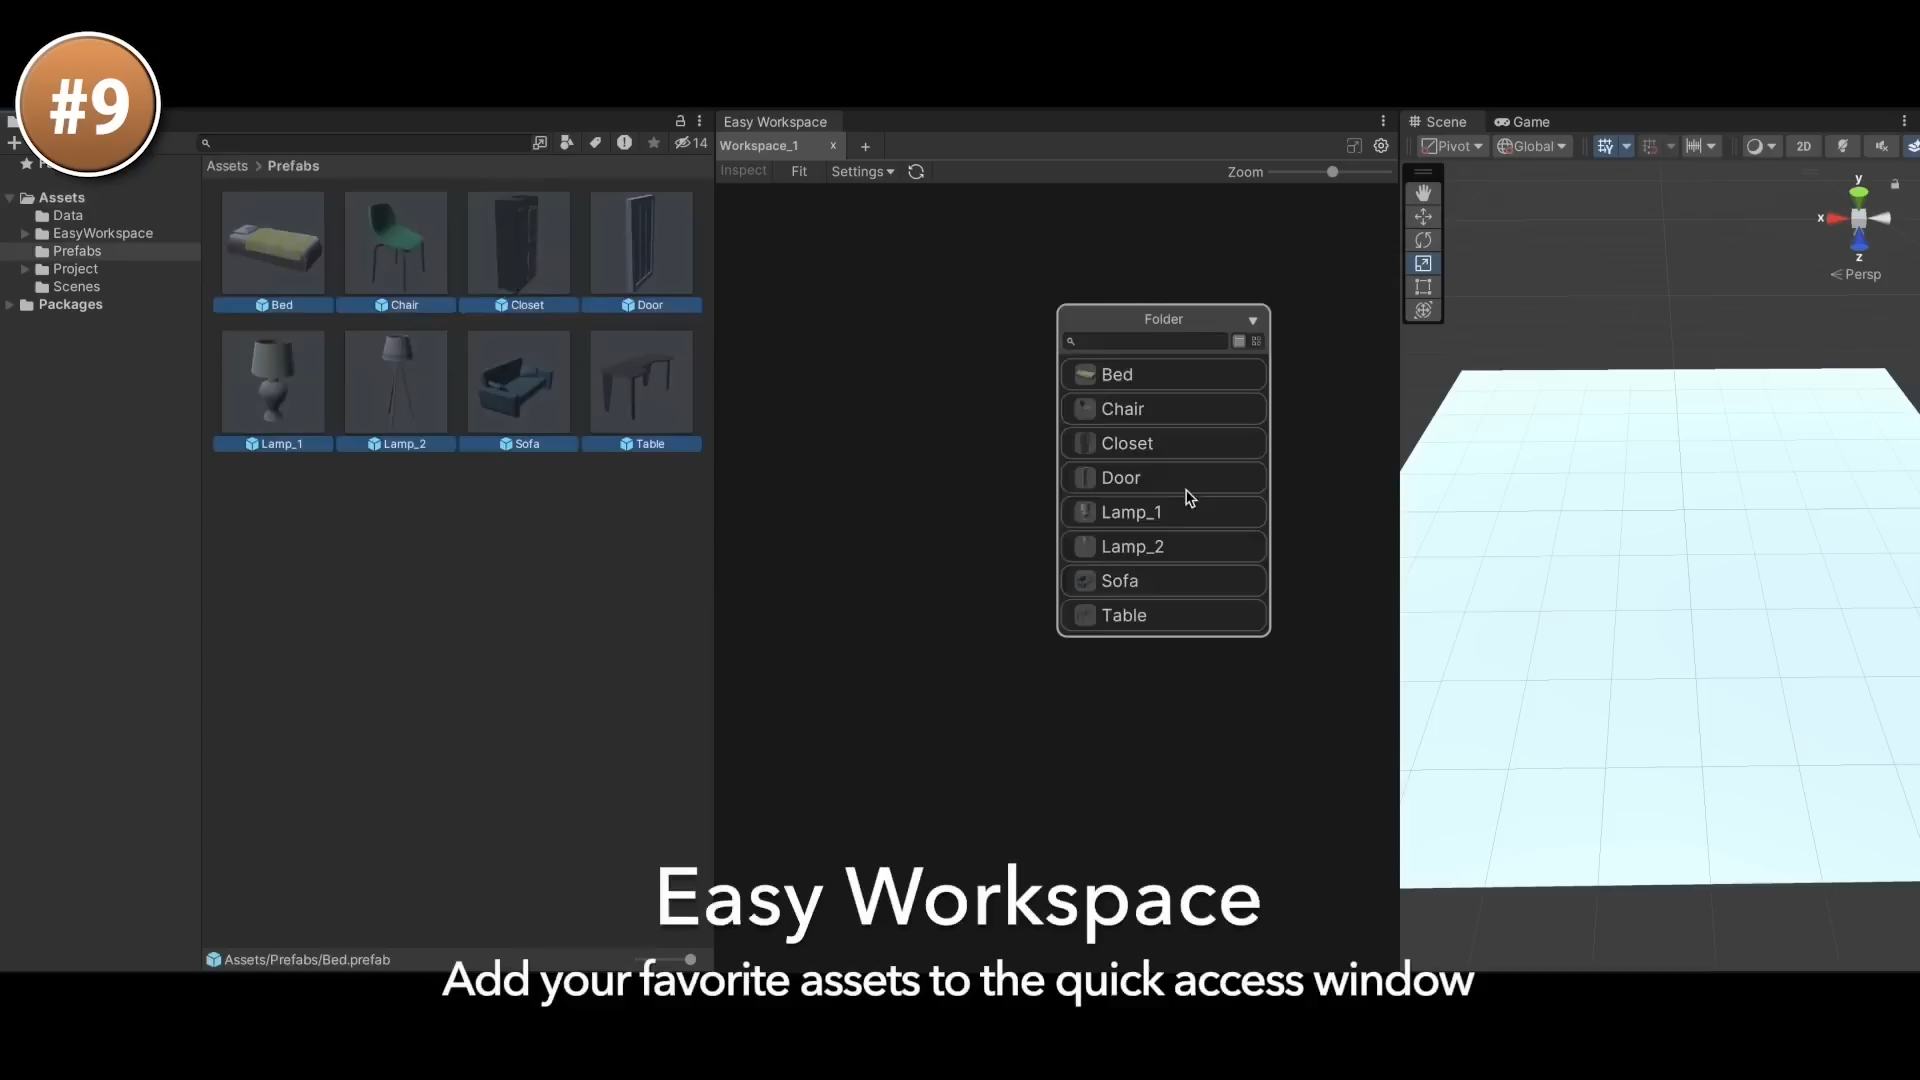 #9
14
Assets > Prefabs
Assets
Data
EasyWorkspace
Prefabs
Project
Scenes
Packages
Bed
Chair
Closet
Door
Lamp_1
Lamp_2
Sofa
Table
Assets/Prefabs/Bed.prefab
Easy Workspace
Workspace_1 x +
Inspect Fit Settings Zoom
Folder
Bed
Chair
Closet
Door
Lamp_1
Lamp_2
Sofa
Table
Scene Game
Pivot Global 2D
y
x
z
Persp
Easy Workspace
Add your favorite assets to the quick access window